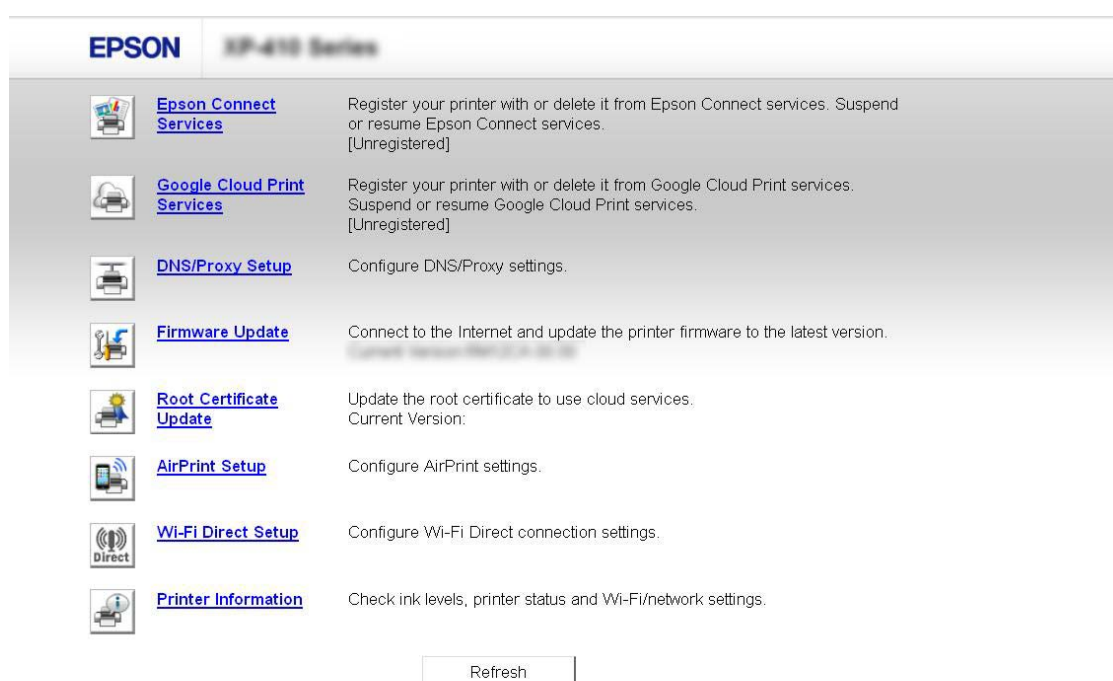 EPSON
XP-410 Series
Epson Connect
Services
Register your printer with or delete it from Epson Connect services. Suspend
or resume Epson Connect services.
[Unregistered]
Google Cloud Print
Services
Register your printer with or delete it from Google Cloud Print services.
Suspend or resume Google Cloud Print services.
[Unregistered]
DNS/Proxy Setup
Configure DNS/Proxy settings.
Firmware Update
Connect to the Internet and update the printer firmware to the latest version.
Current Version
Root Certificate
Update
Update the root certificate to use cloud services.
Current Version:
AirPrint Setup
Configure AirPrint settings.
Direct
Wi-Fi Direct Setup
Configure Wi-Fi Direct connection settings.
Printer Information
Check ink levels, printer status and Wi-Fi/network settings.
Refresh